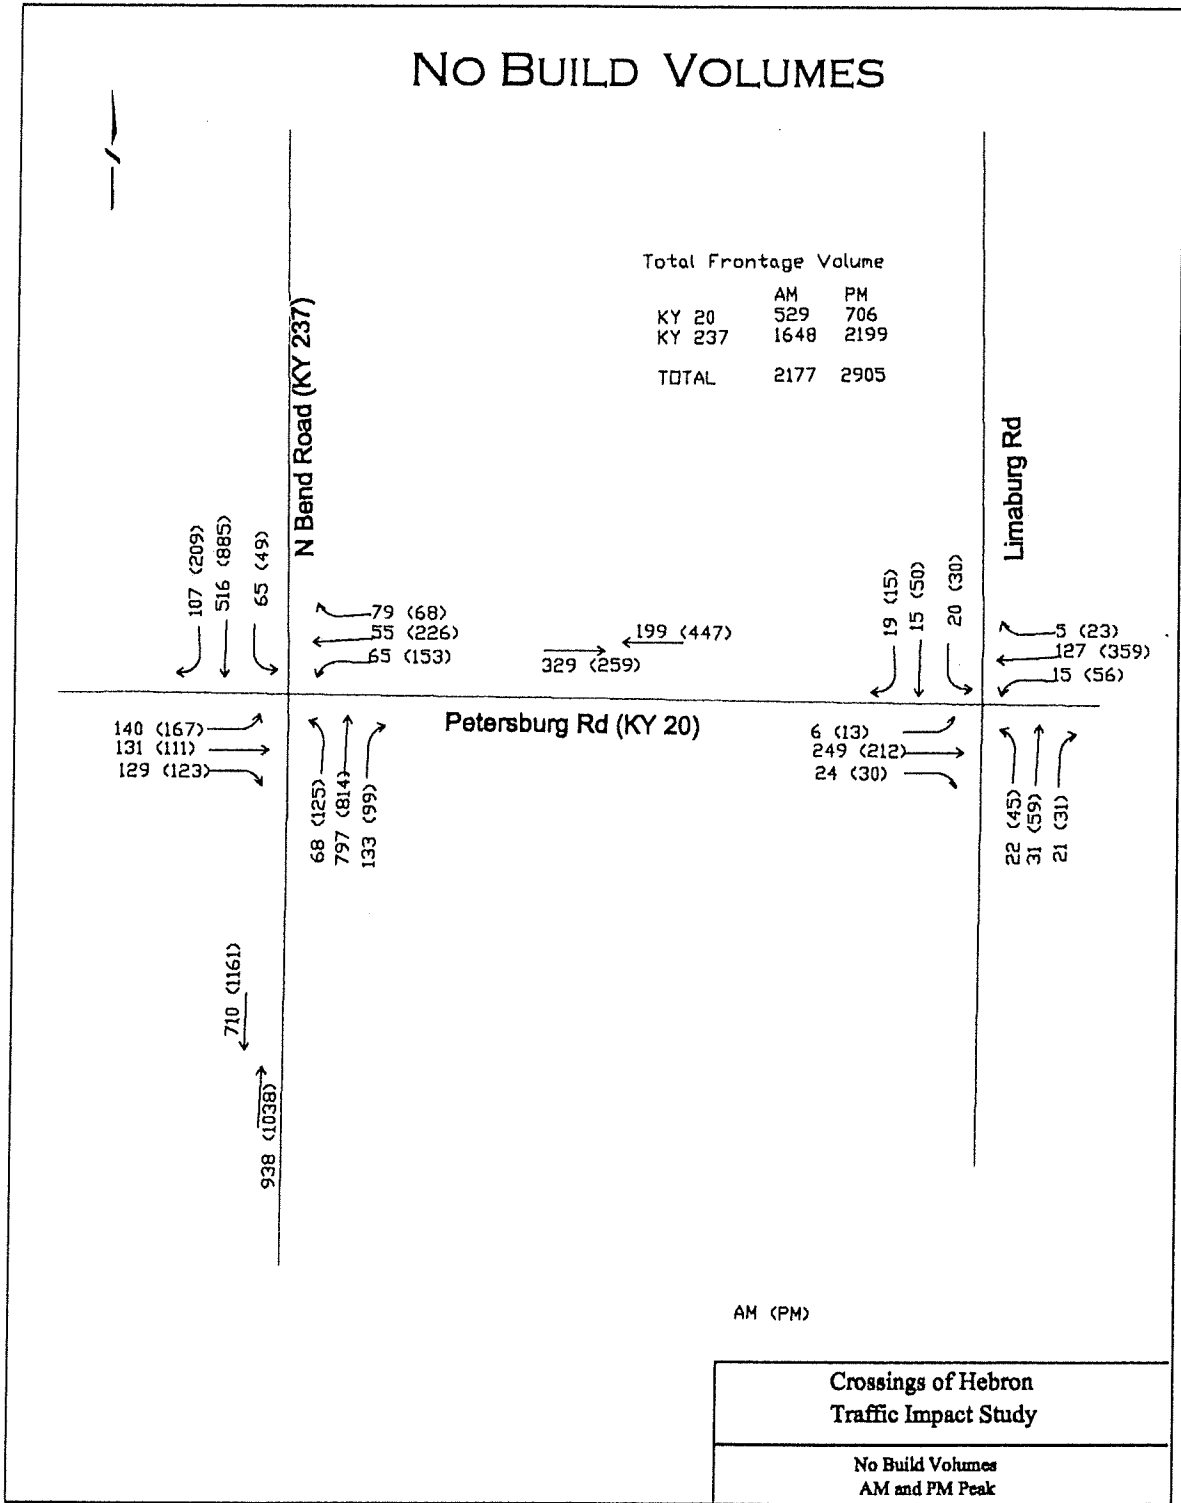 NO BUILD VOLUMES
Total Frontage Volume
AM PM
KY 20 529 706
KY 237 1648 2199
TOTAL 2177 2905
N Bend Road (KY 237)
Limaburg Rd
107 (209)
516 (885)
65 (49)
79 (68)
55 (226)
65 (153)
199 (447)
329 (259)
19 (15)
15 (50)
20 (30)
5 (23)
127 (359)
15 (56)
Petersburg Rd (KY 20)
140 (167)
131 (111)
129 (123)
68 (125)
797 (814)
133 (99)
6 (13)
249 (212)
24 (30)
22 (45)
31 (59)
21 (31)
710 (1161)
938 (1038)
AM (PM)
Crossings of Hebron
Traffic Impact Study
No Build Volumes
AM and PM Peak